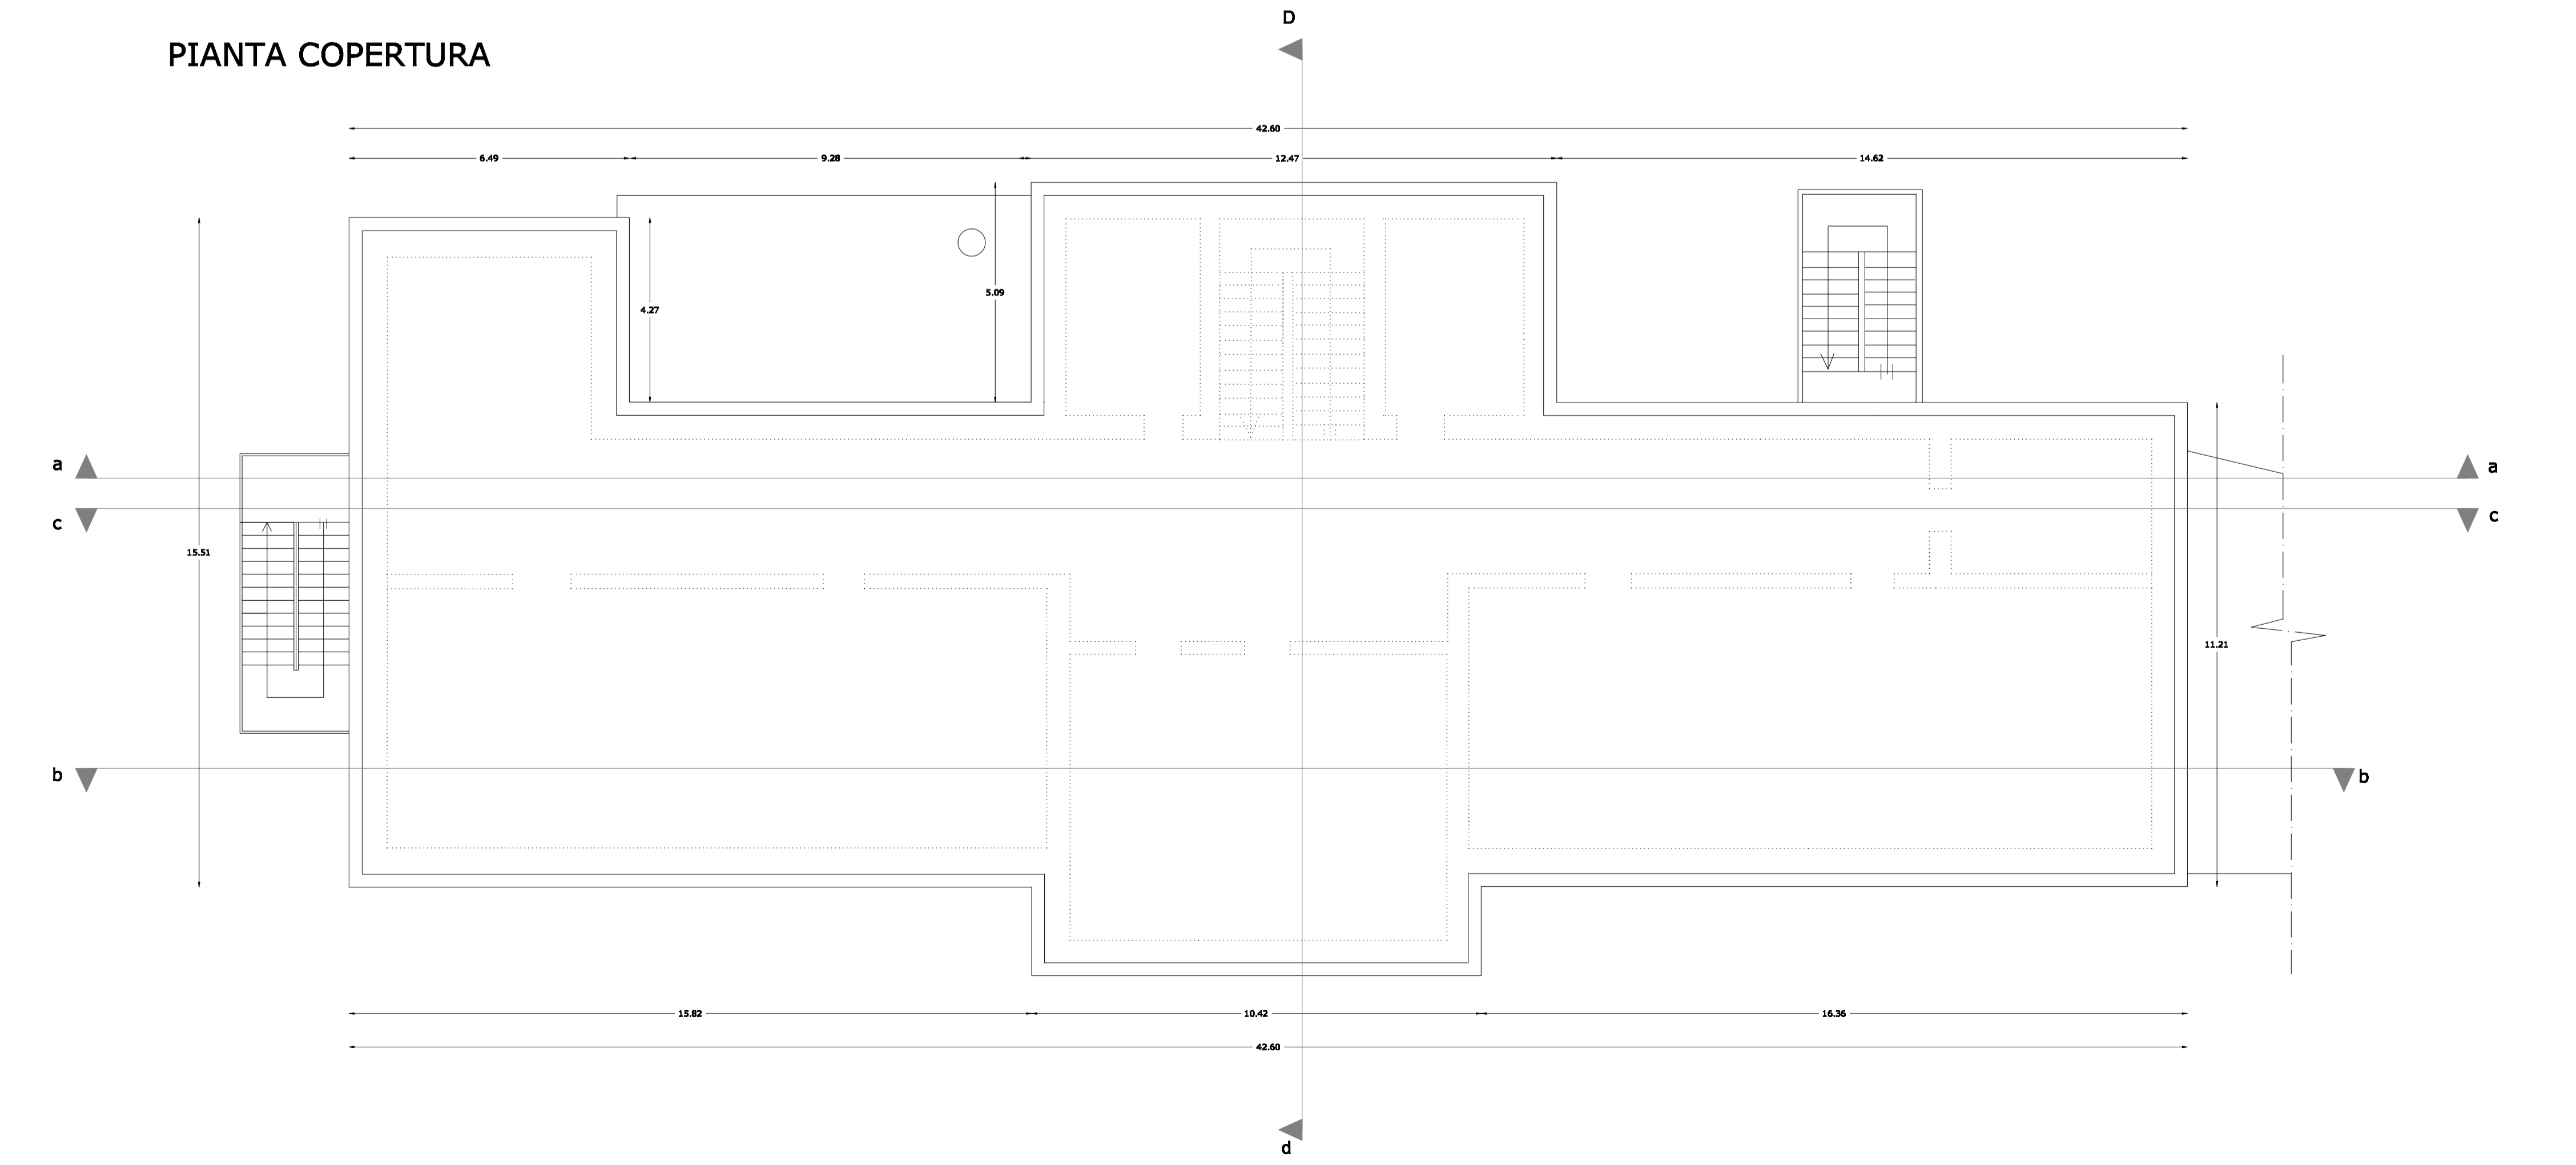 D
PIANTA COPERTURA
42.60
6.49 9.28 12.47 14.62
5.09
4.27
a a
c c
15.51
11.21
b b
15.82 10.42 16.36
42.60
d